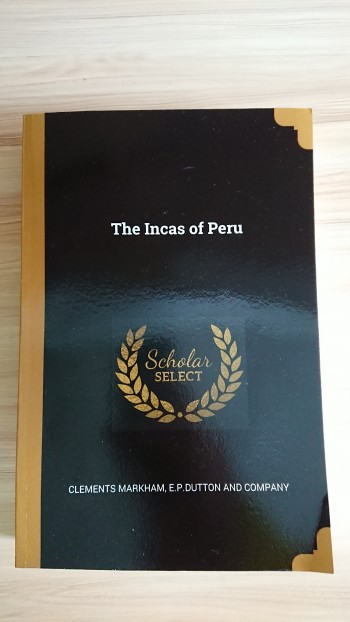 The Incas of Peru
Scholar
SELECT
CLEMENTS MARKHAM, E.P.DUTTON AND COMPANY